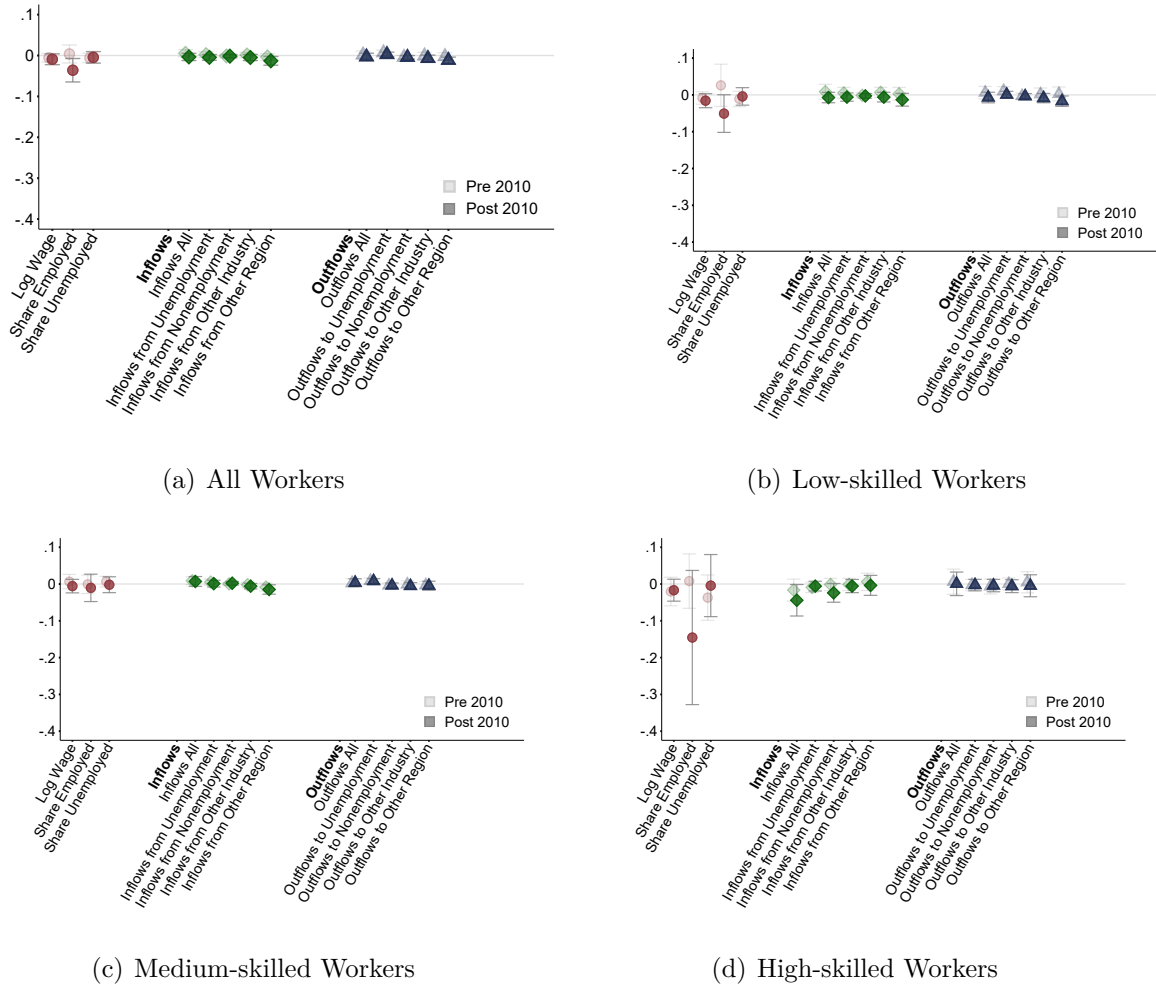 .1
0
-.1
-.2
-.3
-.4
Pre 2010
Post 2010
Log Wage
Share Employed
Share Unemployed
Inflows
Inflows All
Inflows from Unemployment
Inflows from Nonemployment
Inflows from Other Industry
Inflows from Other Region
Outflows
Outflows All
Outflows to Unemployment
Outflows to Nonemployment
Outflows to Other Industry
Outflows to Other Region
(a) All Workers
.1
0
-.1
-.2
-.3
-.4
Pre 2010
Post 2010
Log Wage
Share Employed
Share Unemployed
Inflows
Inflows All
Inflows from Unemployment
Inflows from Nonemployment
Inflows from Other Industry
Inflows from Other Region
Outflows
Outflows All
Outflows to Unemployment
Outflows to Nonemployment
Outflows to Other Industry
Outflows to Other Region
(b) Low-skilled Workers
.1
0
-.1
-.2
-.3
-.4
Pre 2010
Post 2010
Log Wage
Share Employed
Share Unemployed
Inflows
Inflows All
Inflows from Unemployment
Inflows from Nonemployment
Inflows from Other Industry
Inflows from Other Region
Outflows
Outflows All
Outflows to Unemployment
Outflows to Nonemployment
Outflows to Other Industry
Outflows to Other Region
(c) Medium-skilled Workers
.1
0
-.1
-.2
-.3
-.4
Pre 2010
Post 2010
Log Wage
Share Employed
Share Unemployed
Inflows
Inflows All
Inflows from Unemployment
Inflows from Nonemployment
Inflows from Other Industry
Inflows from Other Region
Outflows
Outflows All
Outflows to Unemployment
Outflows to Nonemployment
Outflows to Other Industry
Outflows to Other Region
(d) High-skilled Workers